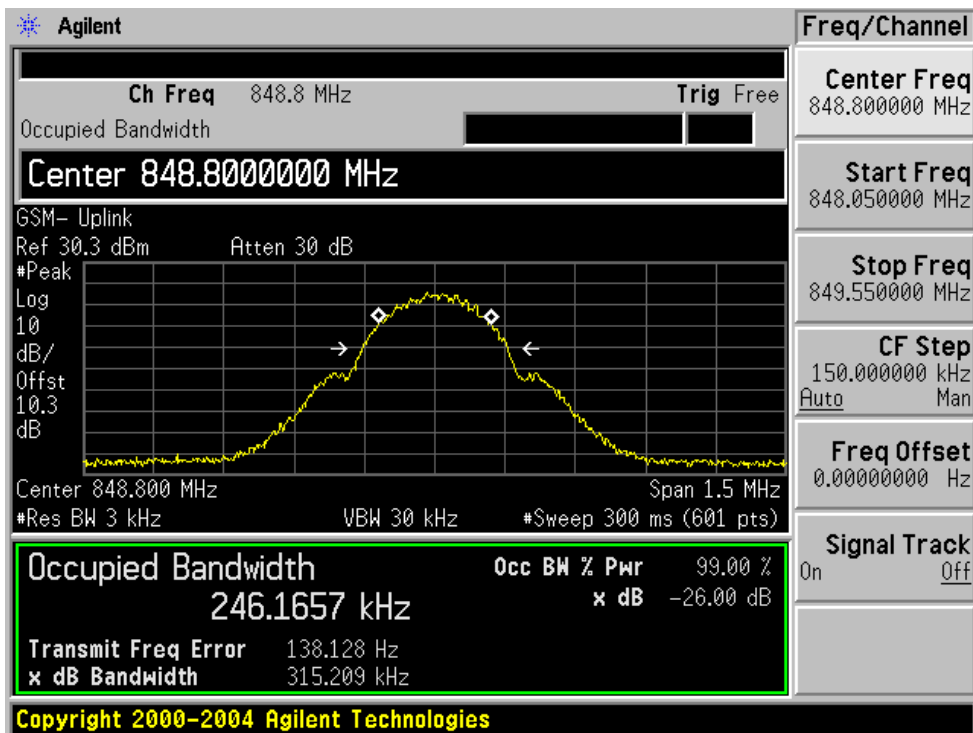 Agilent
Freq/Channel
Ch Freq 848.8 MHz Trig Free
Occupied Bandwidth
Center 848.8000000 MHz
GSM- Uplink
Ref 30.3 dBm Atten 30 dB
#Peak
Log
10
dB/
Offst
10.3
dB
Center 848.800 MHz Span 1.5 MHz
#Res BW 3 kHz VBW 30 kHz #Sweep 300 ms (601 pts)
Occupied Bandwidth
246.1657 kHz
Occ BW % Pwr 99.00 %
x dB -26.00 dB
Transmit Freq Error 138.128 Hz
x dB Bandwidth 315.209 kHz
Center Freq
848.800000 MHz
Start Freq
848.050000 MHz
Stop Freq
849.550000 MHz
CF Step
150.000000 kHz
Auto Man
Freq Offset
0.00000000 Hz
Signal Track
On Off
Copyright 2000-2004 Agilent Technologies